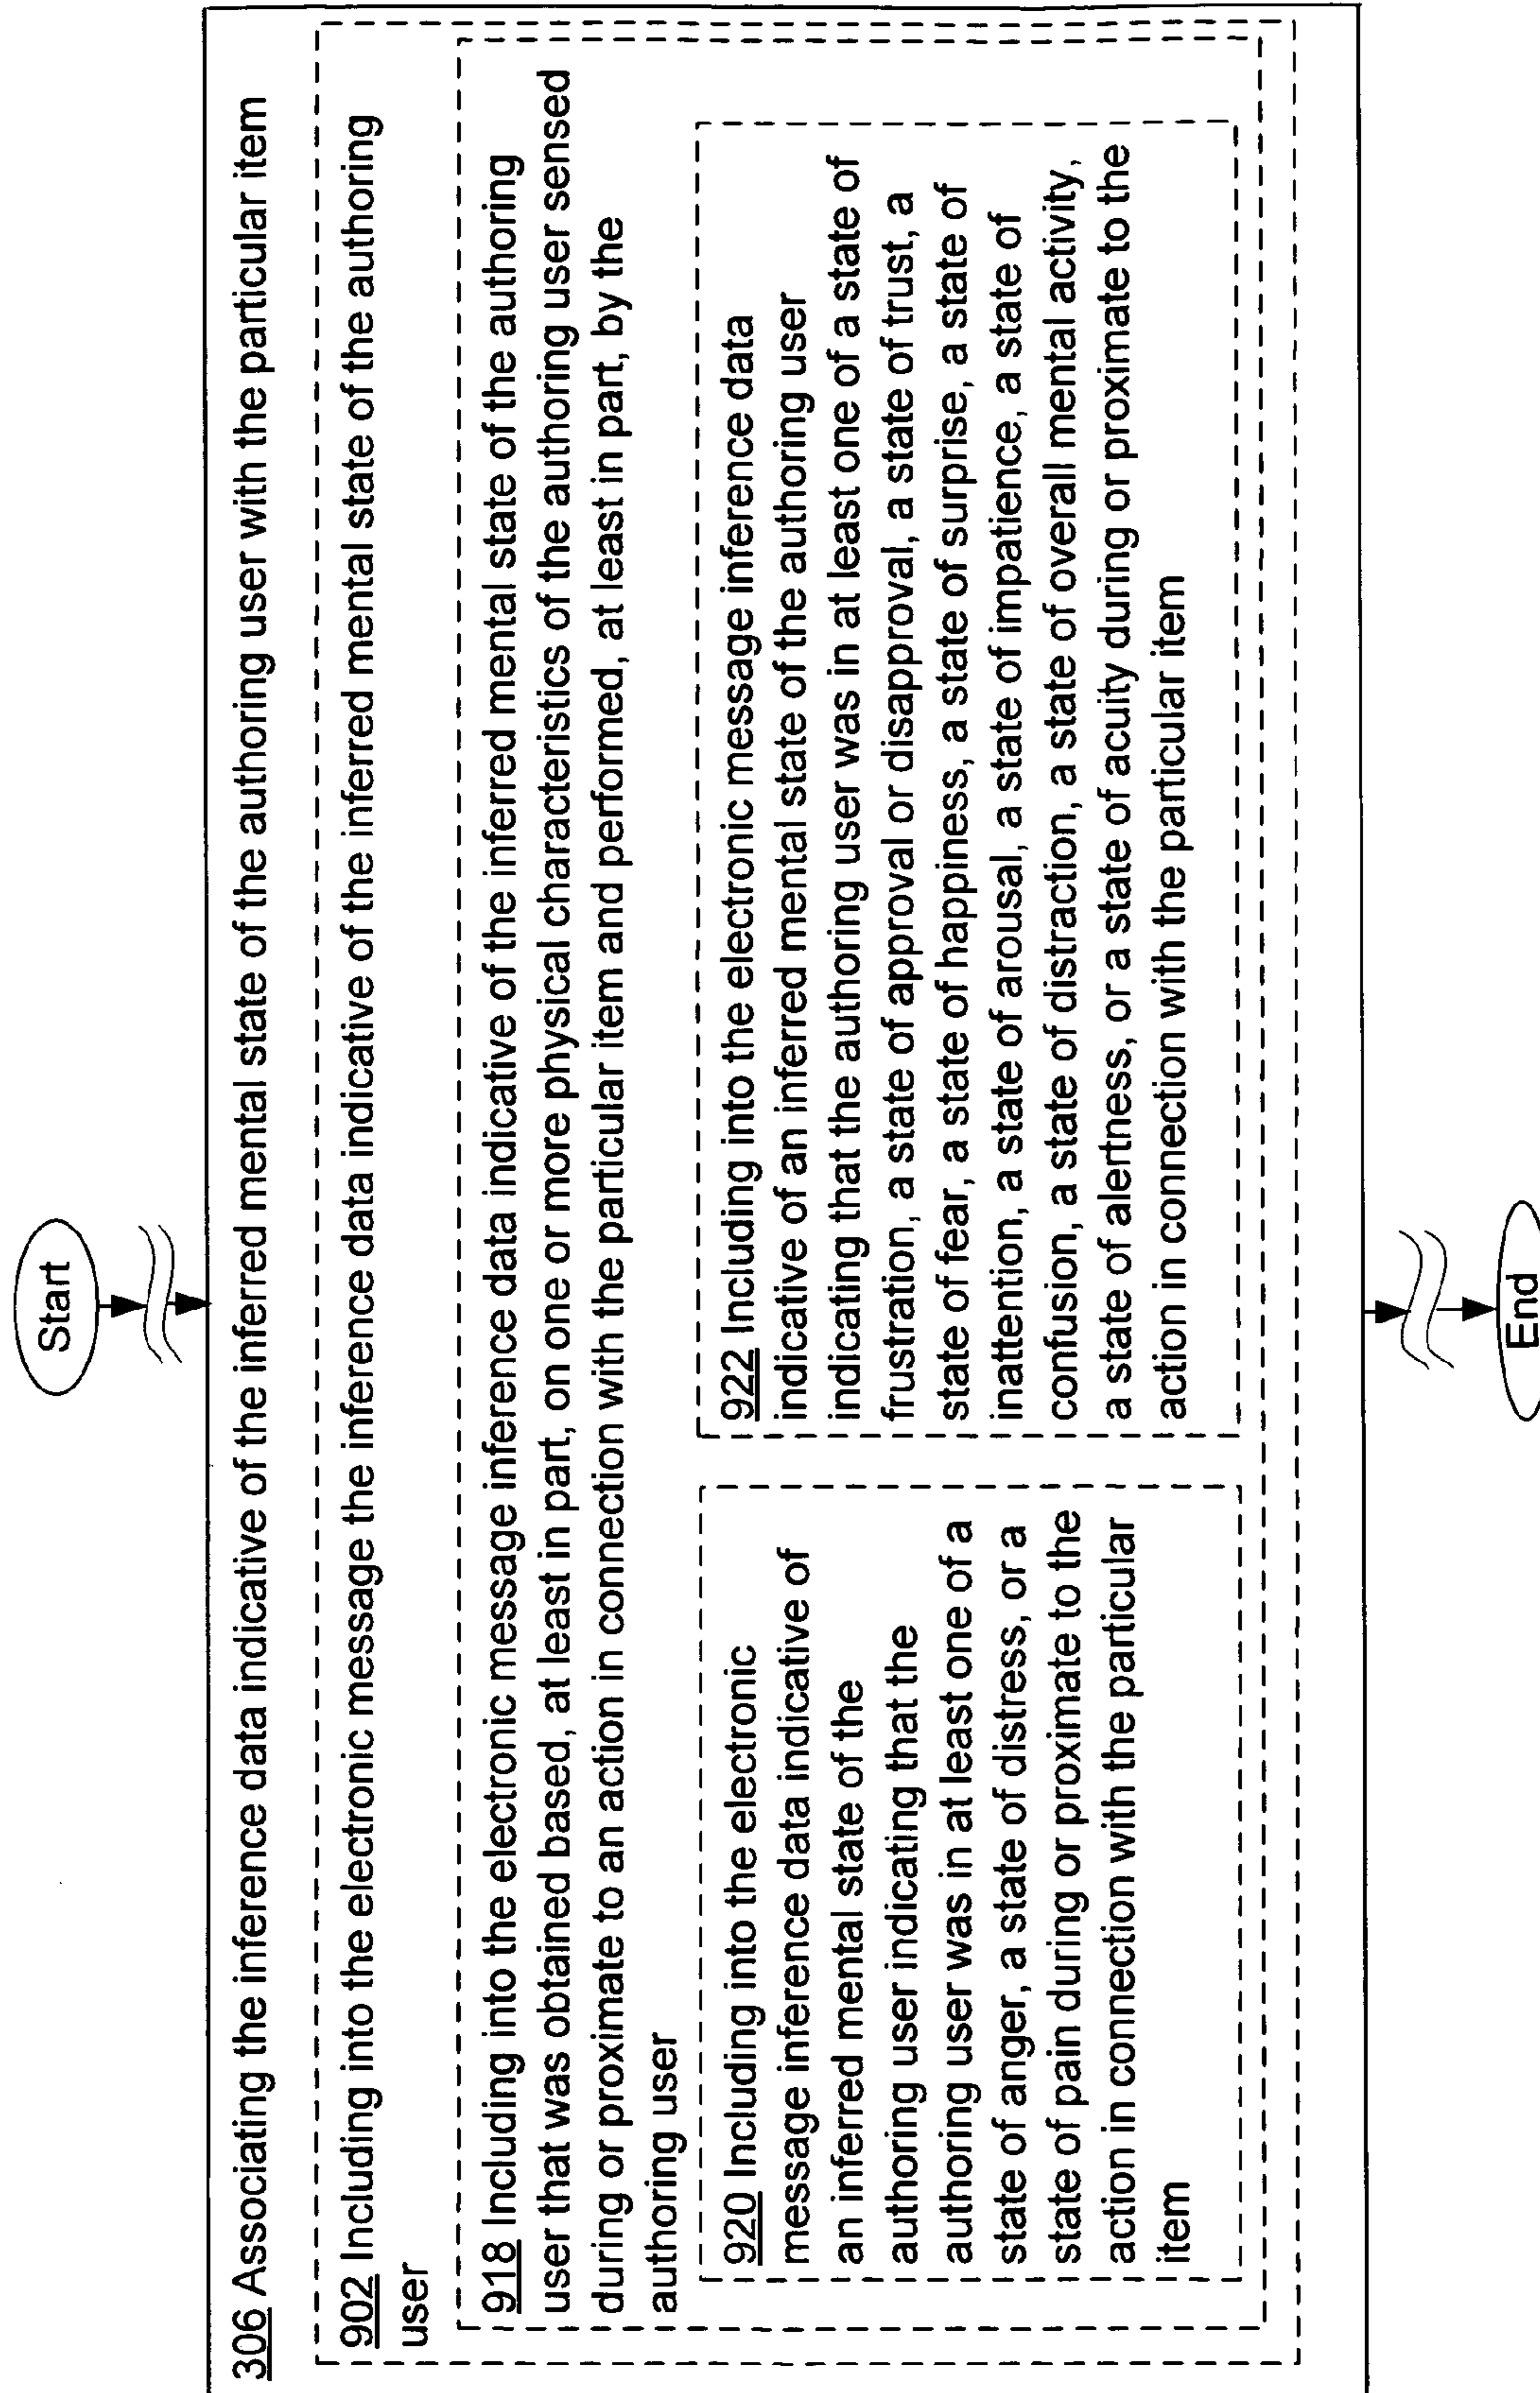 Start
306 Associating the inference data indicative of the inferred mental state of the authoring user with the particular item
902 Including into the electronic message the inference data indicative of the inferred mental state of the authoring
user
918 Including into the electronic message inference data indicative of the inferred mental state of the authoring
user that was obtained based, at least in part, on one or more physical characteristics of the authoring user sensed
during or proximate to an action in connection with the particular item and performed, at least in part, by the
authoring user
920 Including into the electronic
message inference data indicative of
an inferred mental state of the
authoring user indicating that the
authoring user was in at least one of a
state of anger, a state of distress, or a
state of pain during or proximate to the
action in connection with the particular
item
922 Including into the electronic message inference data
indicative of an inferred mental state of the authoring user
indicating that the authoring user was in at least one of a state of
frustration, a state of approval or disapproval, a state of trust, a
state of fear, a state of happiness, a state of surprise, a state of
inattention, a state of arousal, a state of impatience, a state of
confusion, a state of distraction, a state of overall mental activity,
a state of alertness, or a state of acuity during or proximate to the
action in connection with the particular item
End